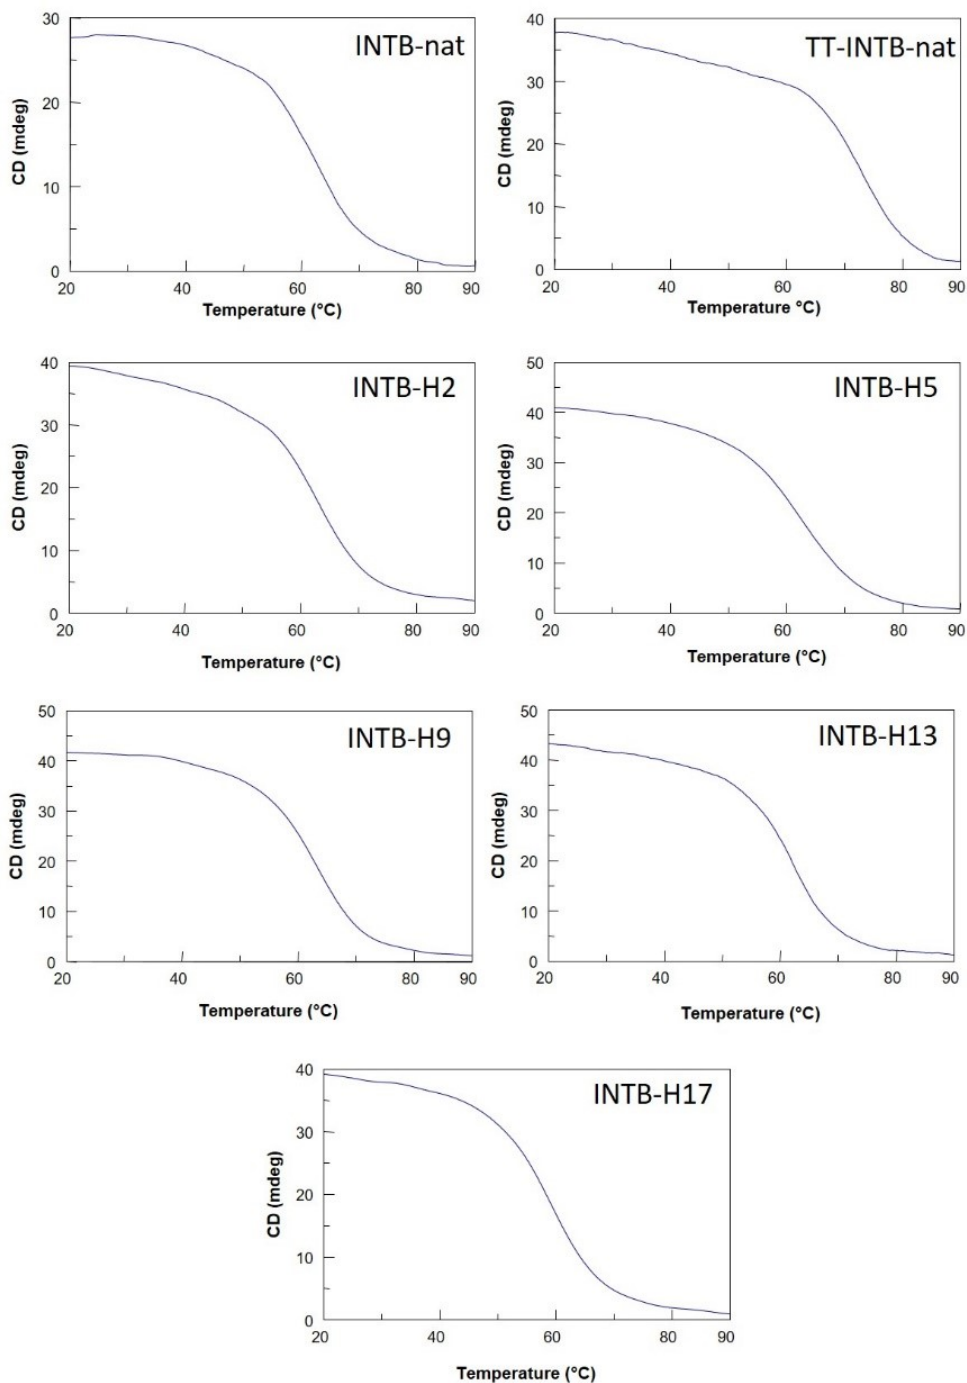 INTB-nat
30
20
10
0
CD (mdeg)
20 40 60 80 90
Temperature (°C)
TT-INTB-nat
40
30
20
10
0
CD (mdeg)
20 40 60 80 90
Temperature °C)
INTB-H2
40
30
20
10
0
CD (mdeg)
20 40 60 80 90
Temperature (°C)
INTB-H5
50
40
30
20
10
0
CD (mdeg)
20 40 60 80 90
Temperature (°C)
INTB-H9
50
40
30
20
10
0
CD (mdeg)
20 40 60 80 90
Temperature (°C)
INTB-H13
50
40
30
20
10
0
CD (mdeg)
20 40 60 80 90
Temperature (°C)
INTB-H17
40
30
20
10
0
CD (mdeg)
20 40 60 80 90
Temperature (°C)